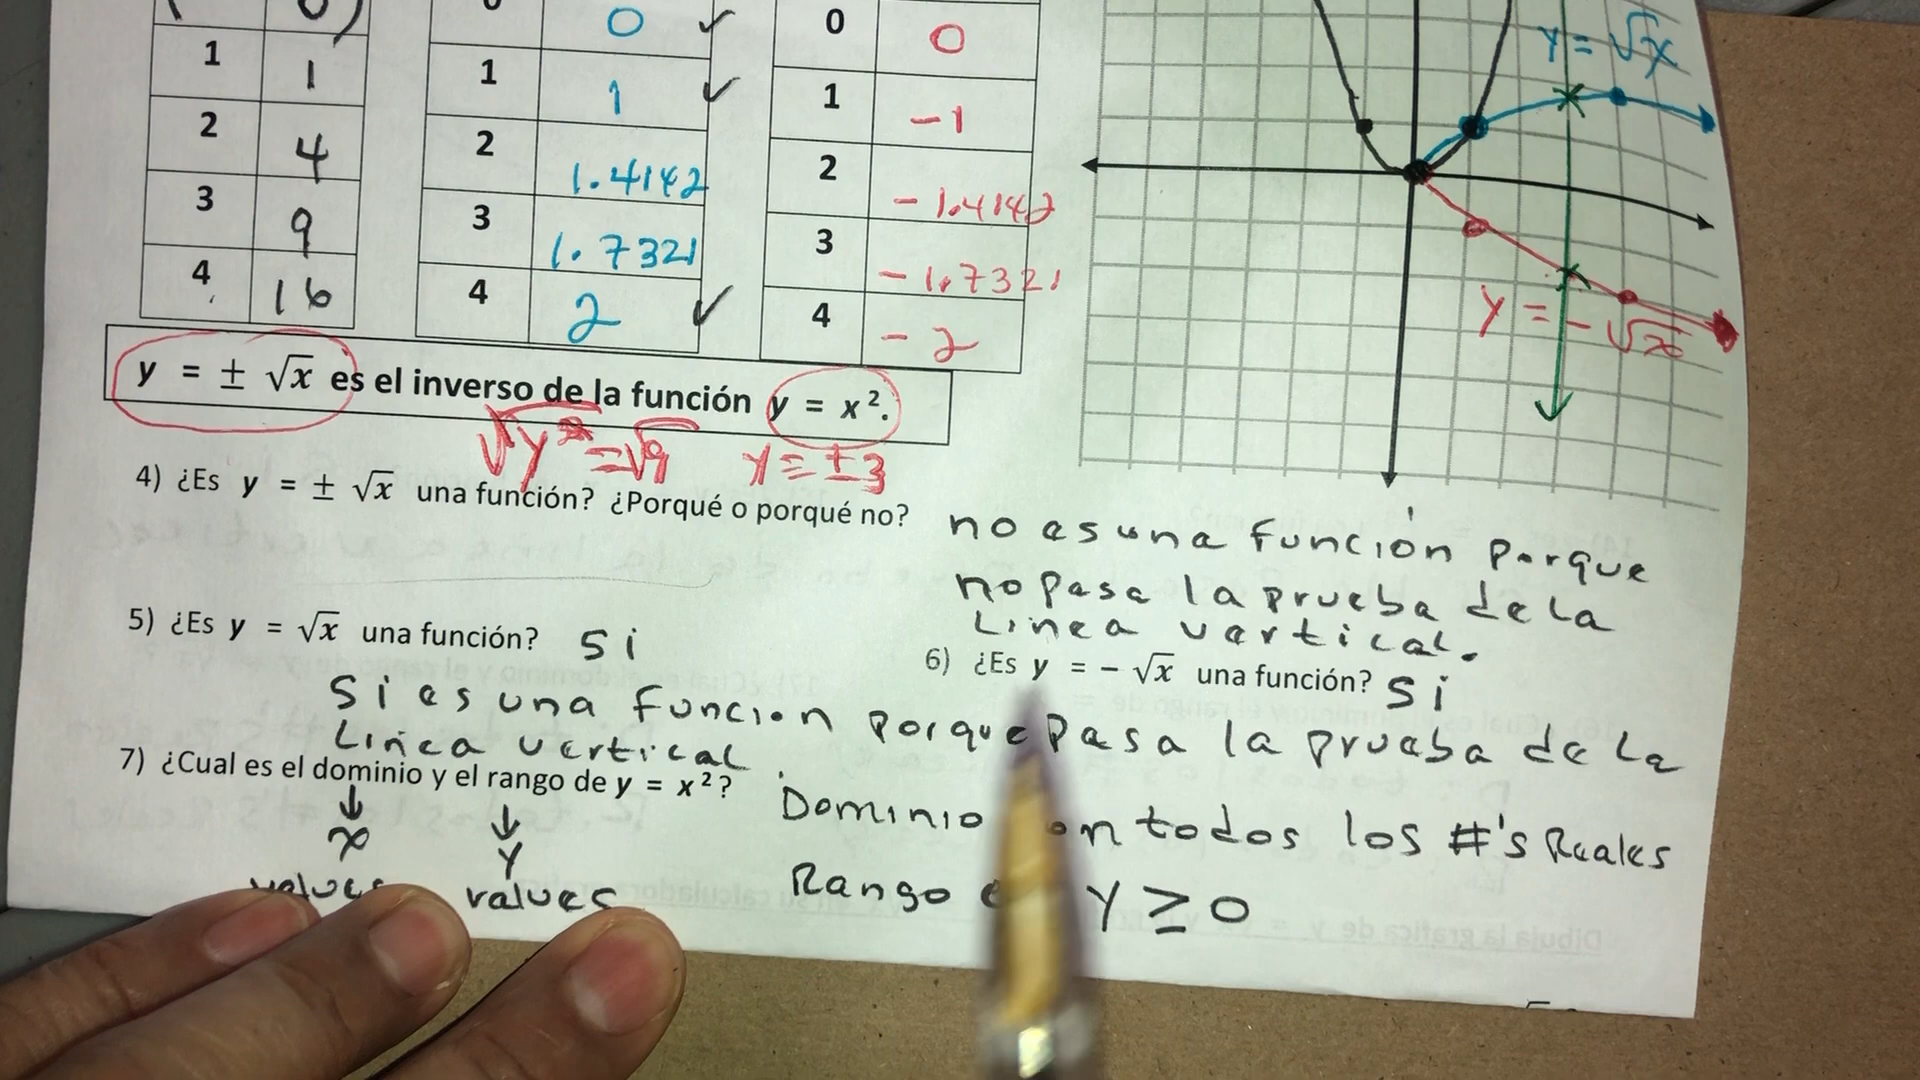 0 0 0 0
1 1 1 1 1 -1
2 4 2 1.4142 2 -1.4142
3 9 3 1.7321 3 -1.7321
4 16 4 2 4 -2
y = √x
y = -√x
y = ± √x es el inverso de la función y = x².
√y² = √9 y = ±3
4) ¿Es y = ± √x una función? ¿Porqué o porqué no?
no es una función porque
no pasa la prueba de la
Linea vertical.
5) ¿Es y = √x una función? Si
6) ¿Es y = - √x una función? Si
Si es una funcion porque pasa la prueba de la
Linea vertical.
7) ¿Cual es el dominio y el rango de y = x²?
Dominio todos los #'s Reales
x y
values values
Rango y ≥ 0